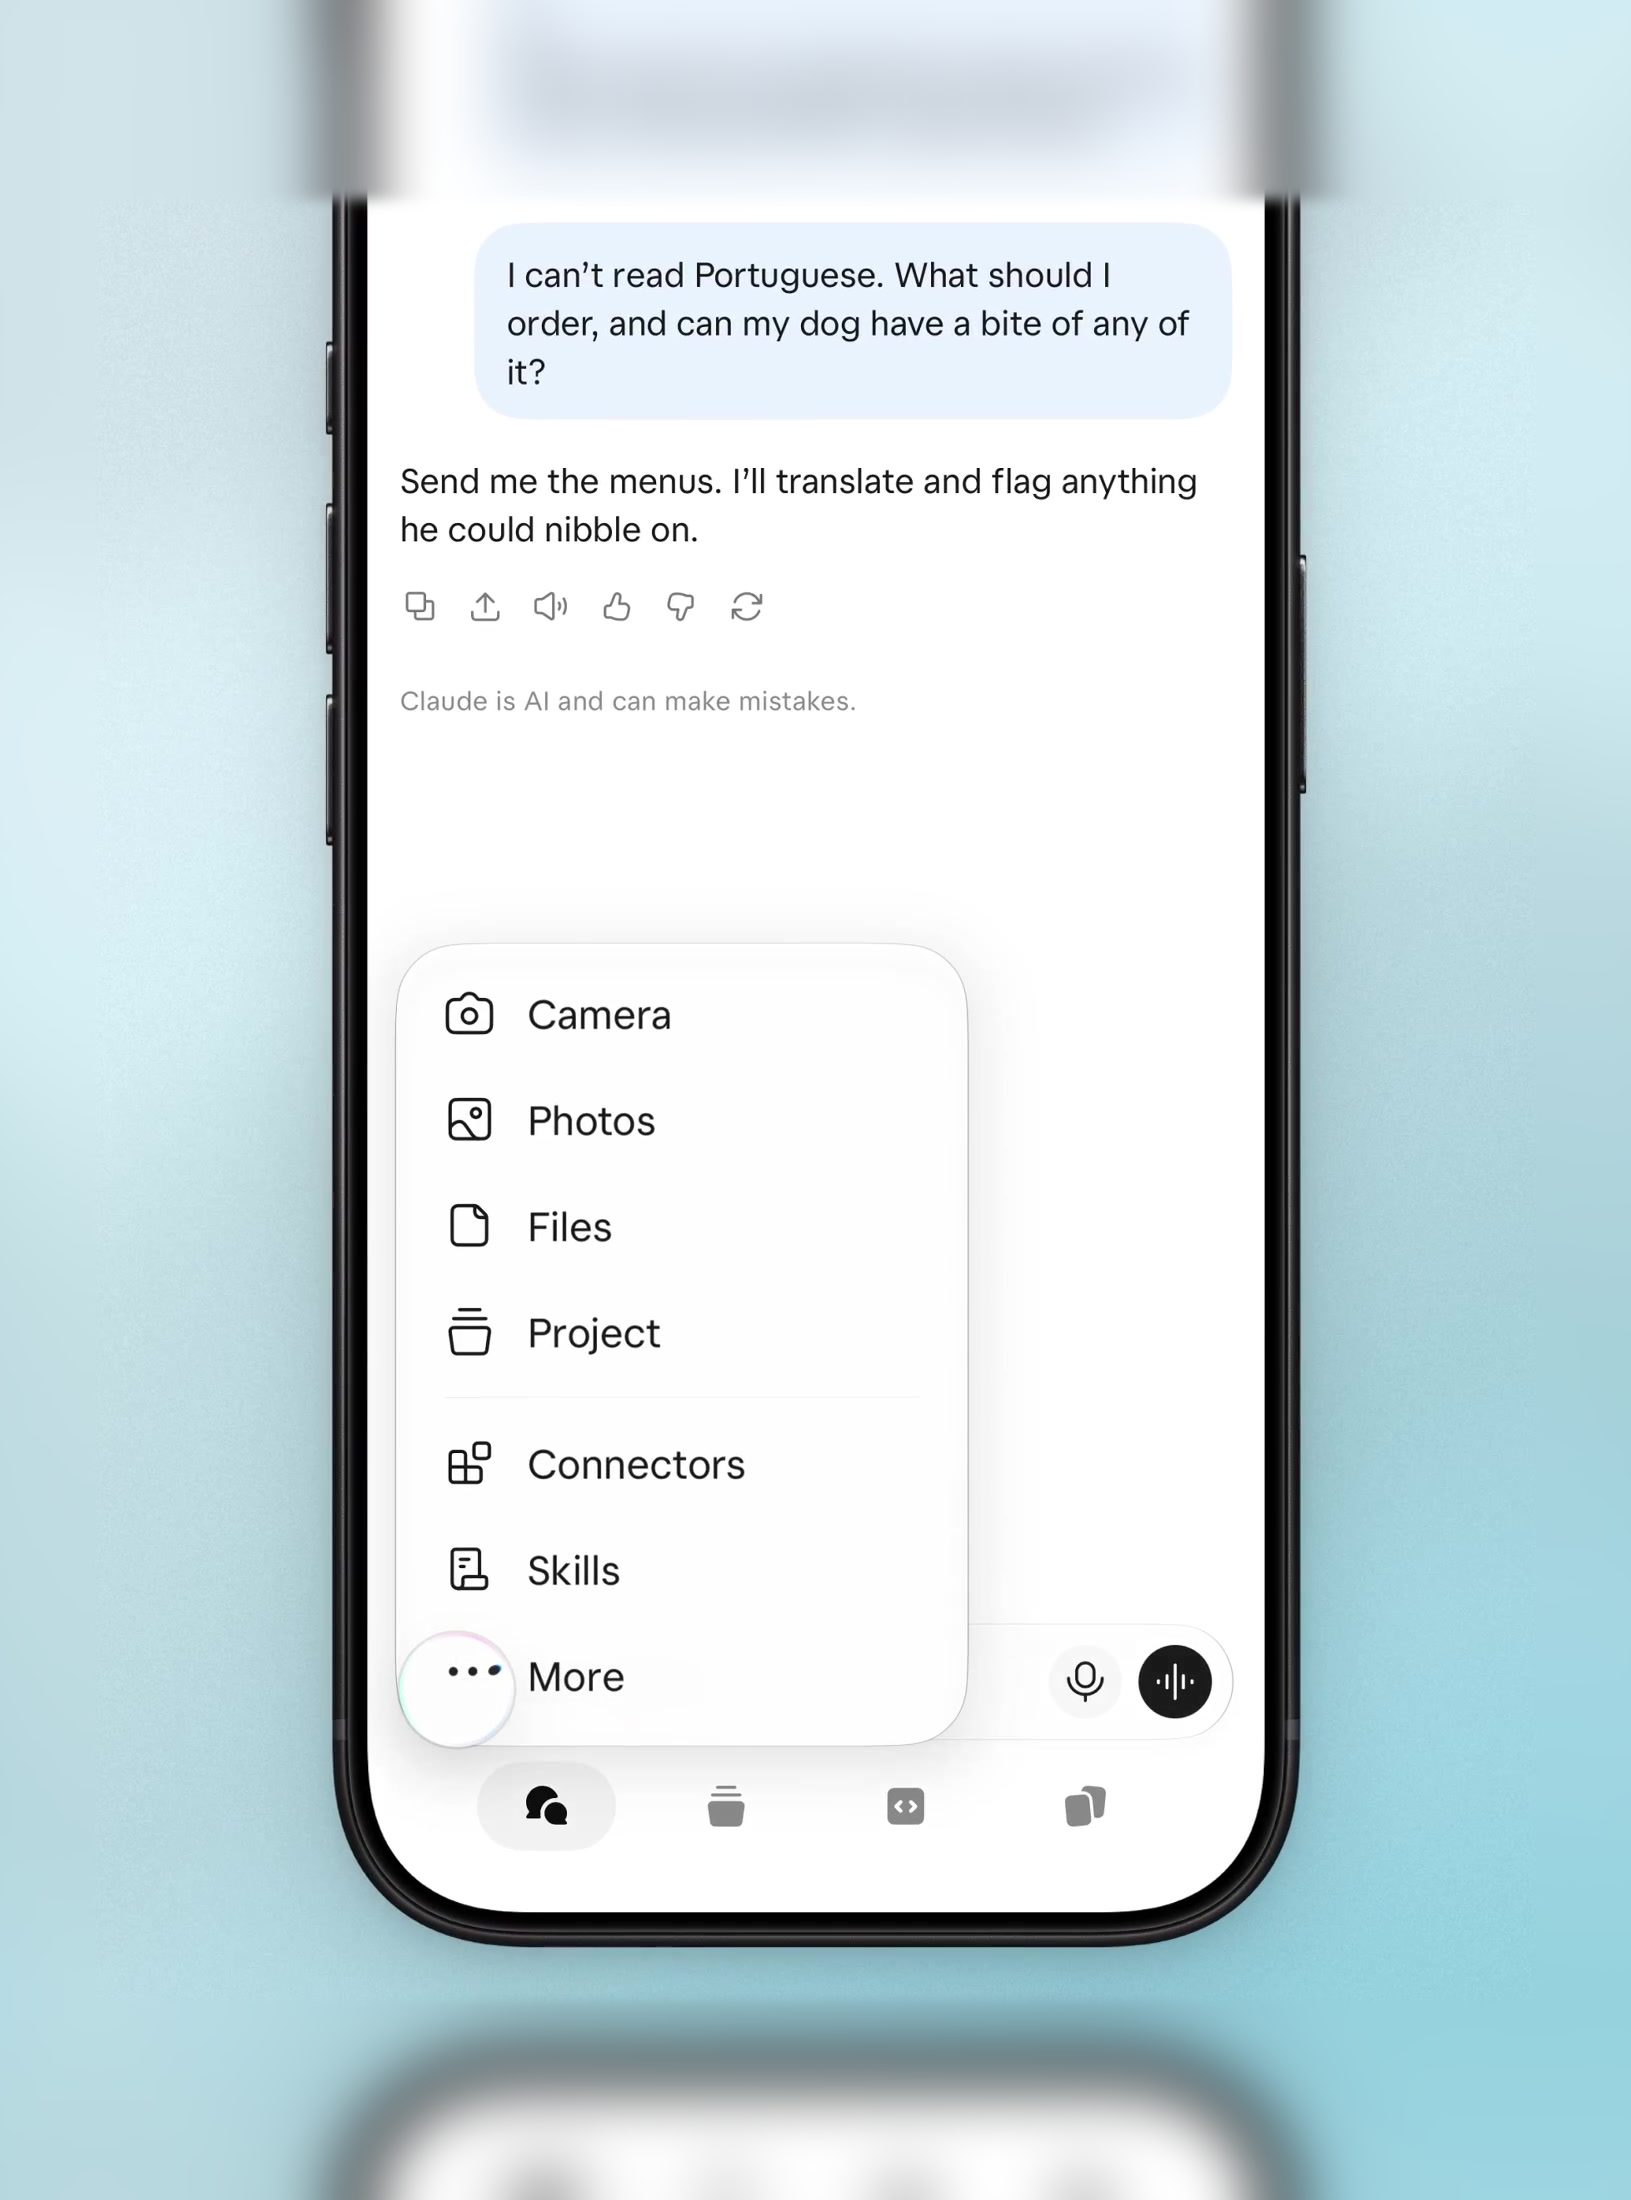 I can’t read Portuguese. What should I
order, and can my dog have a bite of any of
it?
Send me the menus. I’ll translate and flag anything
he could nibble on.
Claude is AI and can make mistakes.
Camera
Photos
Files
Project
Connectors
Skills
More